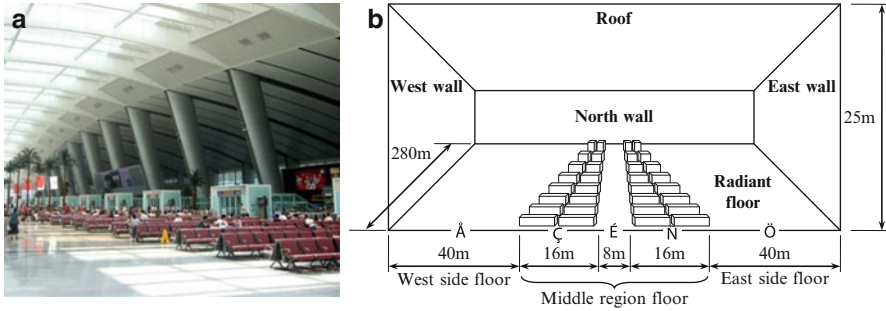 a
b
Roof
West wall
East wall
North wall
25m
280m
Radiant
floor
Å Ç É N Ö
40m 16m 8m 16m 40m
West side floor East side floor
Middle region floor